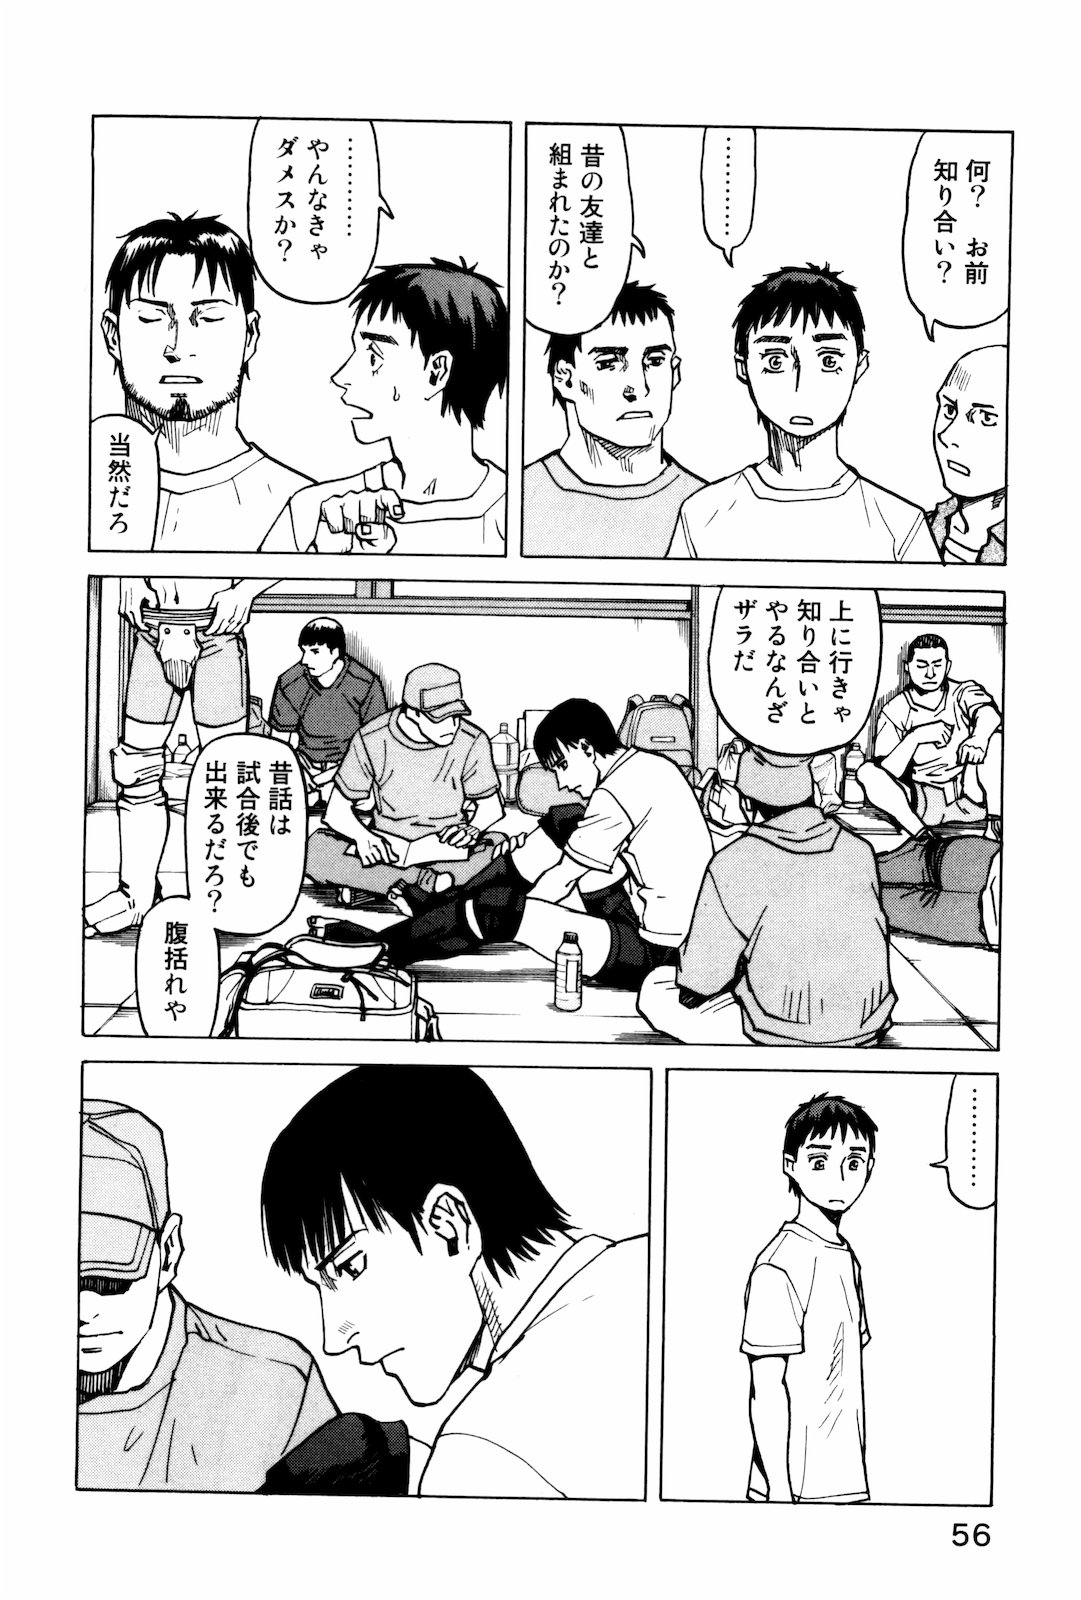 何？　お前
知り合い？
…………
昔の友達と
組まれたのか？
…………
やんなきゃ
ダメスか？
当然だろ
上に行きゃ
知り合いと
やるなんざ
ザラだ
昔話は
試合後でも
出来るだろ？
腹括れや
…………
56